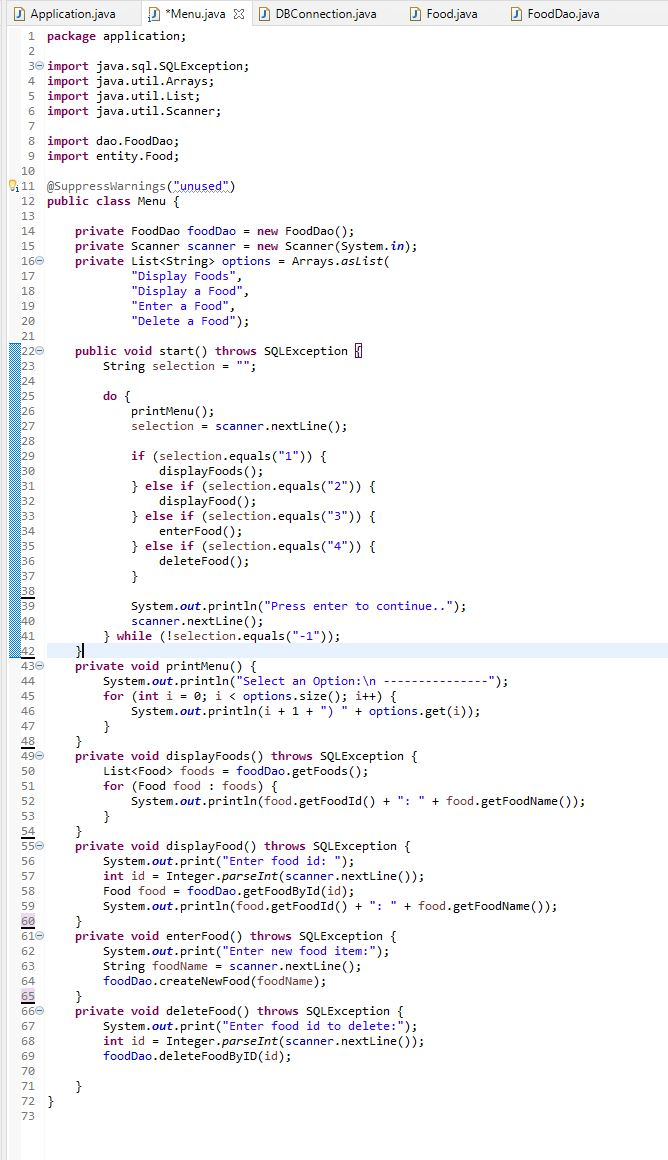 Application.java *Menu.java DBConnection.java Food.java FoodDao.java
1 package application;
2
3 import java.sql.SQLException;
4 import java.util.Arrays;
5 import java.util.List;
6 import java.util.Scanner;
7
8 import dao.FoodDao;
9 import entity.Food;
10
11 @SuppressWarnings("unused")
12 public class Menu {
13
14     private FoodDao foodDao = new FoodDao();
15     private Scanner scanner = new Scanner(System.in);
16     private List<String> options = Arrays.asList(
17             "Display Foods",
18             "Display a Food",
19             "Enter a Food",
20             "Delete a Food");
21
22     public void start() throws SQLException {
23         String selection = "";
24
25         do {
26             printMenu();
27             selection = scanner.nextLine();
28
29             if (selection.equals("1")) {
30                 displayFoods();
31             } else if (selection.equals("2")) {
32                 displayFood();
33             } else if (selection.equals("3")) {
34                 enterFood();
35             } else if (selection.equals("4")) {
36                 deleteFood();
37             }
38
39             System.out.println("Press enter to continue..");
40             scanner.nextLine();
41         } while (!selection.equals("-1"));
42     }
43     private void printMenu() {
44         System.out.println("Select an Option:\n ---------------");
45         for (int i = 0; i < options.size(); i++) {
46             System.out.println(i + 1 + ") " + options.get(i));
47         }
48     }
49     private void displayFoods() throws SQLException {
50         List<Food> foods = foodDao.getFoods();
51         for (Food food : foods) {
52             System.out.println(food.getFoodId() + ": " + food.getFoodName());
53         }
54     }
55     private void displayFood() throws SQLException {
56         System.out.print("Enter food id: ");
57         int id = Integer.parseInt(scanner.nextLine());
58         Food food = foodDao.getFoodById(id);
59         System.out.println(food.getFoodId() + ": " + food.getFoodName());
60     }
61     private void enterFood() throws SQLException {
62         System.out.print("Enter new food item:");
63         String foodName = scanner.nextLine();
64         foodDao.createNewFood(foodName);
65     }
66     private void deleteFood() throws SQLException {
67         System.out.print("Enter food id to delete:");
68         int id = Integer.parseInt(scanner.nextLine());
69         foodDao.deleteFoodByID(id);
70
71     }
72 }
73